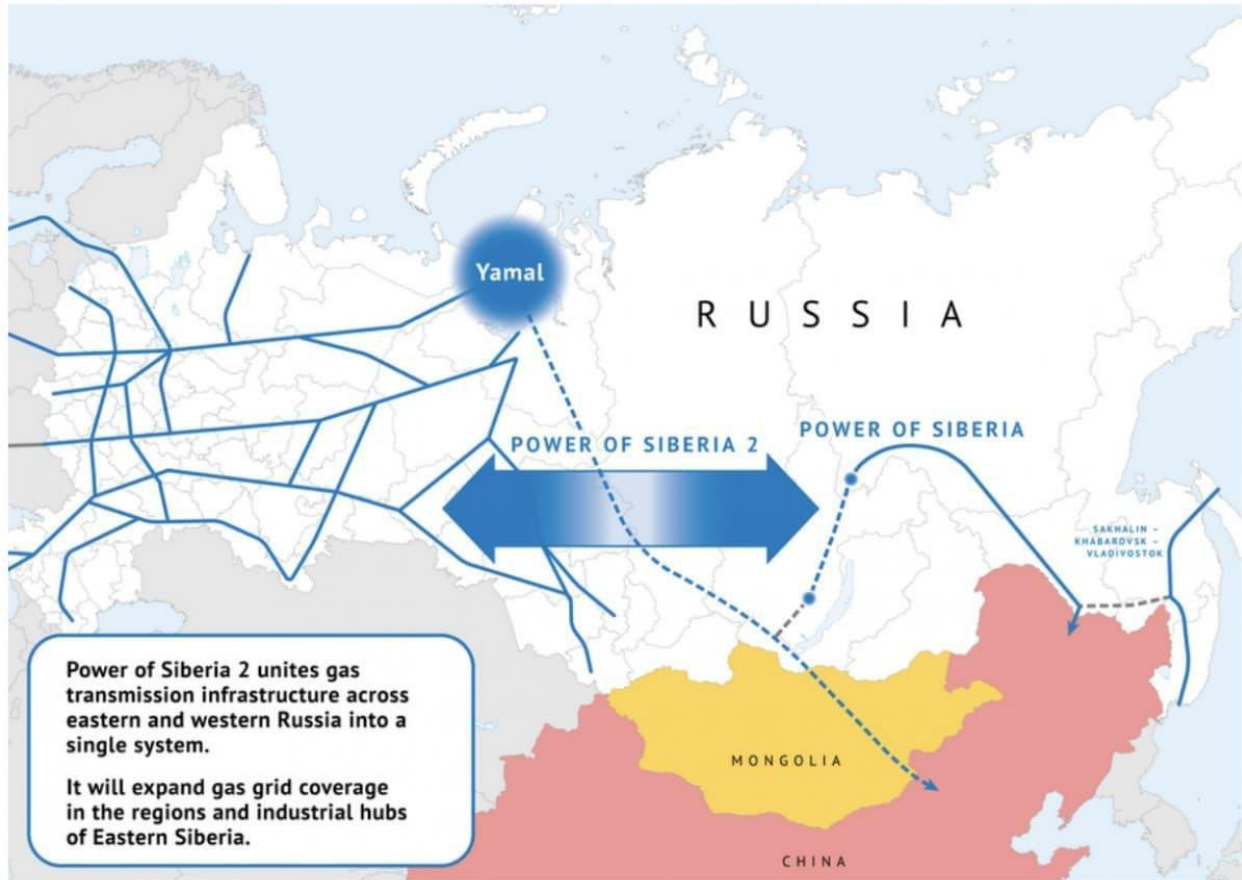 Yamal
RUSSIA
POWER OF SIBERIA 2
POWER OF SIBERIA
SAKHALIN –
KHABAROVSK –
VLADIVOSTOK
Power of Siberia 2 unites gas
transmission infrastructure across
eastern and western Russia into a
single system.
It will expand gas grid coverage
in the regions and industrial hubs
of Eastern Siberia.
MONGOLIA
CHINA